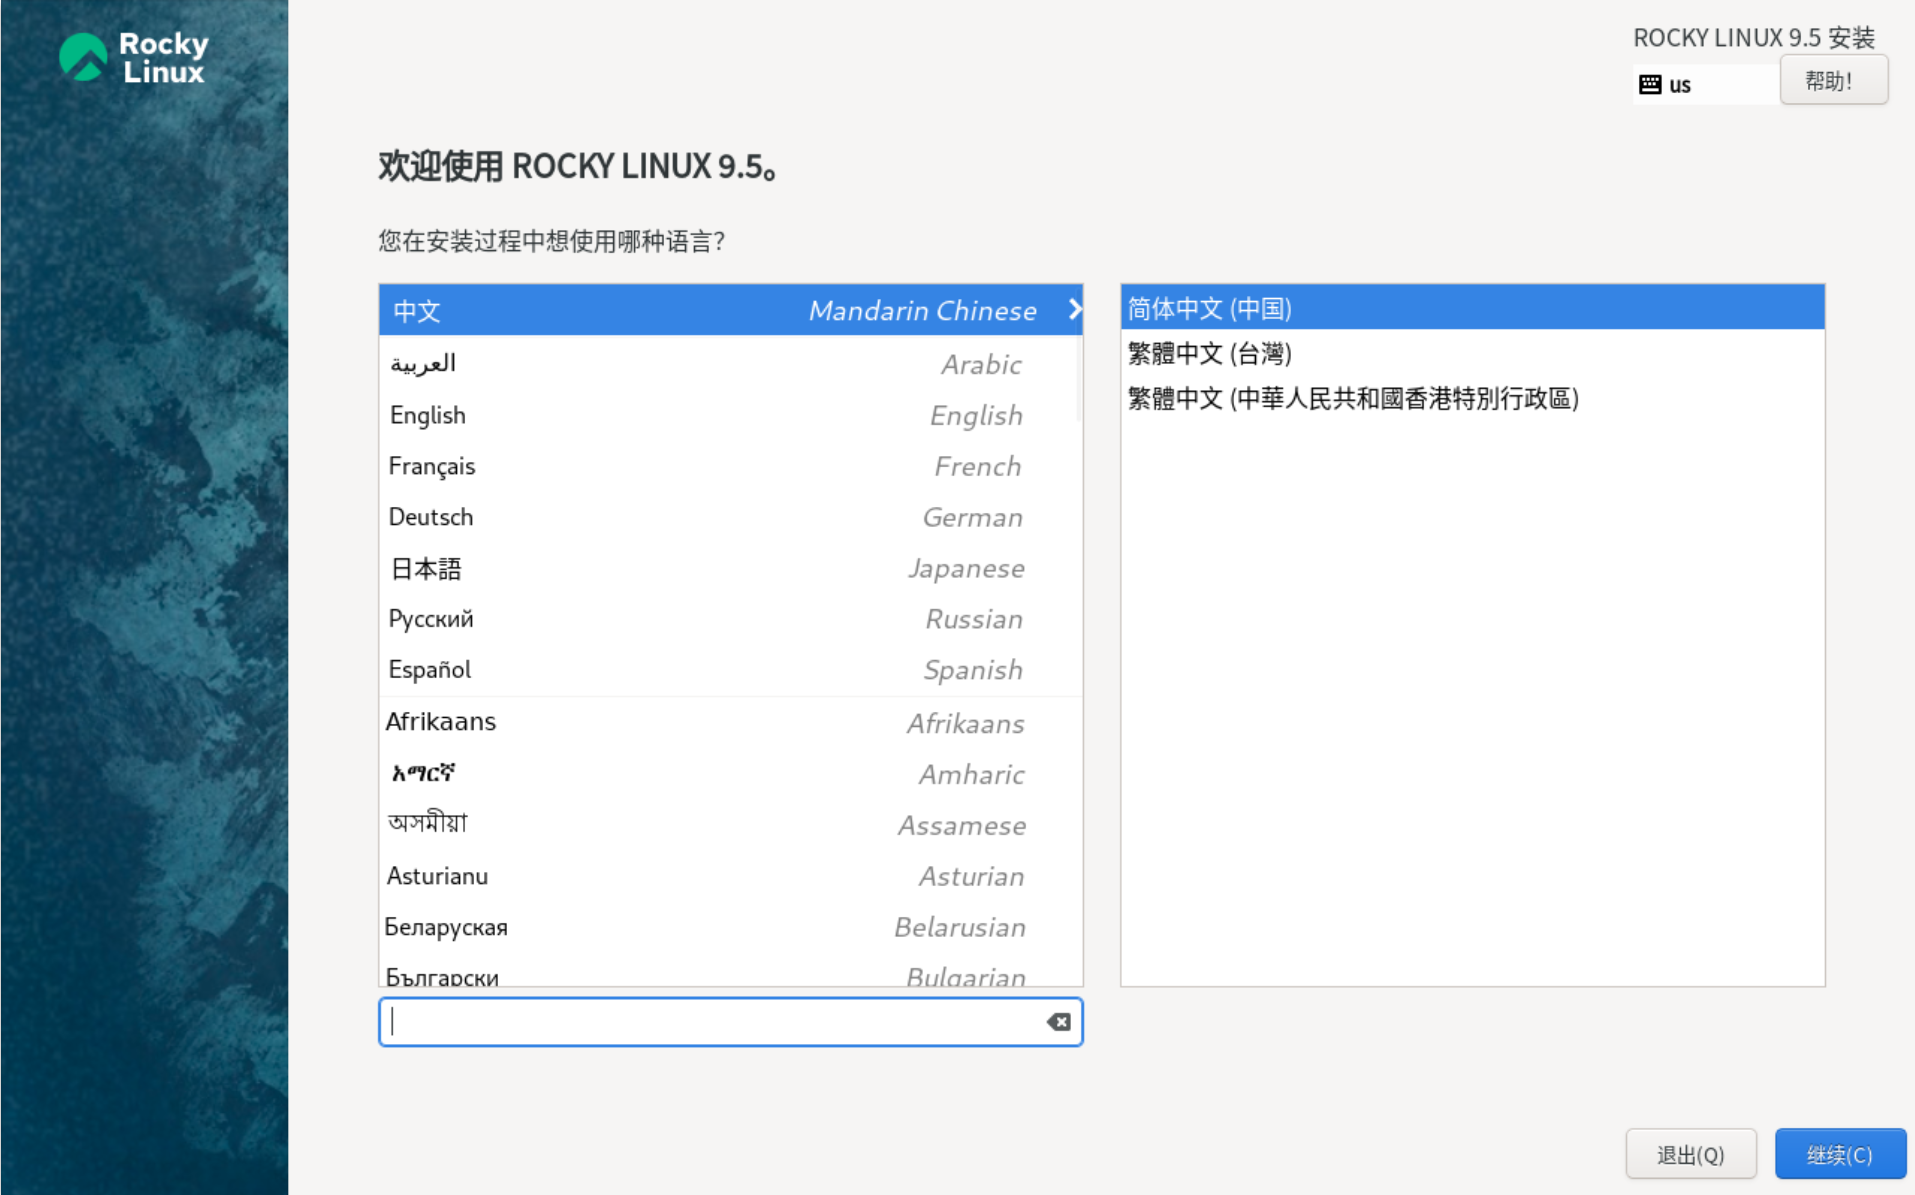 Rocky
Linux
ROCKY LINUX 9.5 安装
us
帮助！
欢迎使用 ROCKY LINUX 9.5。
您在安装过程中想使用哪种语言？
中文 Mandarin Chinese
العربية Arabic
English English
Français French
Deutsch German
日本語 Japanese
Русский Russian
Español Spanish
Afrikaans Afrikaans
አማርኛ Amharic
অসমীয়া Assamese
Asturianu Asturian
Беларуская Belarusian
Български Bulgarian
简体中文 (中国)
繁體中文 (台灣)
繁體中文 (中華人民共和國香港特別行政區)
退出(Q)
继续(C)